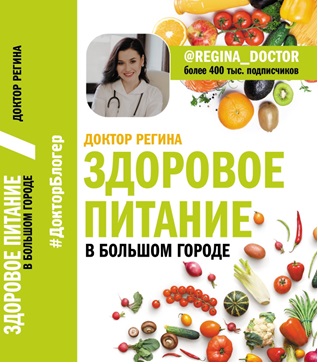 ДОКТОР РЕГИНА
ЗДОРОВОЕ ПИТАНИЕ
В БОЛЬШОМ ГОРОДЕ
#ДокторБлогер
@REGINA_DOCTOR
более 400 тыс. подписчиков
ДОКТОР РЕГИНА
ЗДОРОВОЕ
ПИТАНИЕ
В БОЛЬШОМ ГОРОДЕ